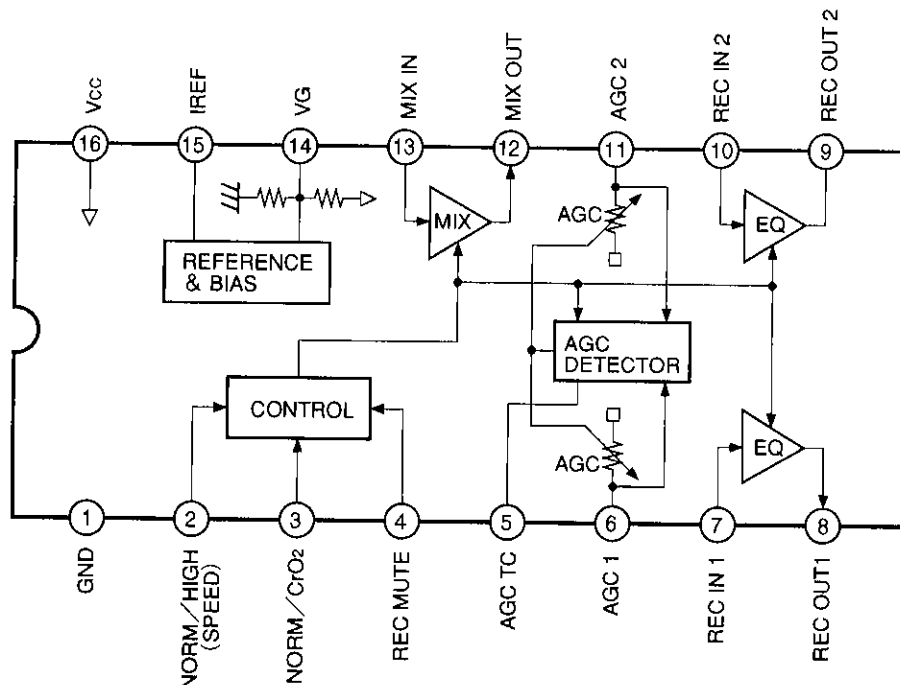 Vcc
IREF
VG
MIX IN
MIX OUT
AGC 2
REC IN 2
REC OUT 2
16
15
14
13
12
11
10
9
MIX
AGC
EQ
REFERENCE
& BIAS
AGC
DETECTOR
CONTROL
AGC
EQ
1
2
3
4
5
6
7
8
GND
NORM/HIGH
(SPEED)
NORM/CrO2
REC MUTE
AGC TC
AGC 1
REC IN 1
REC OUT1